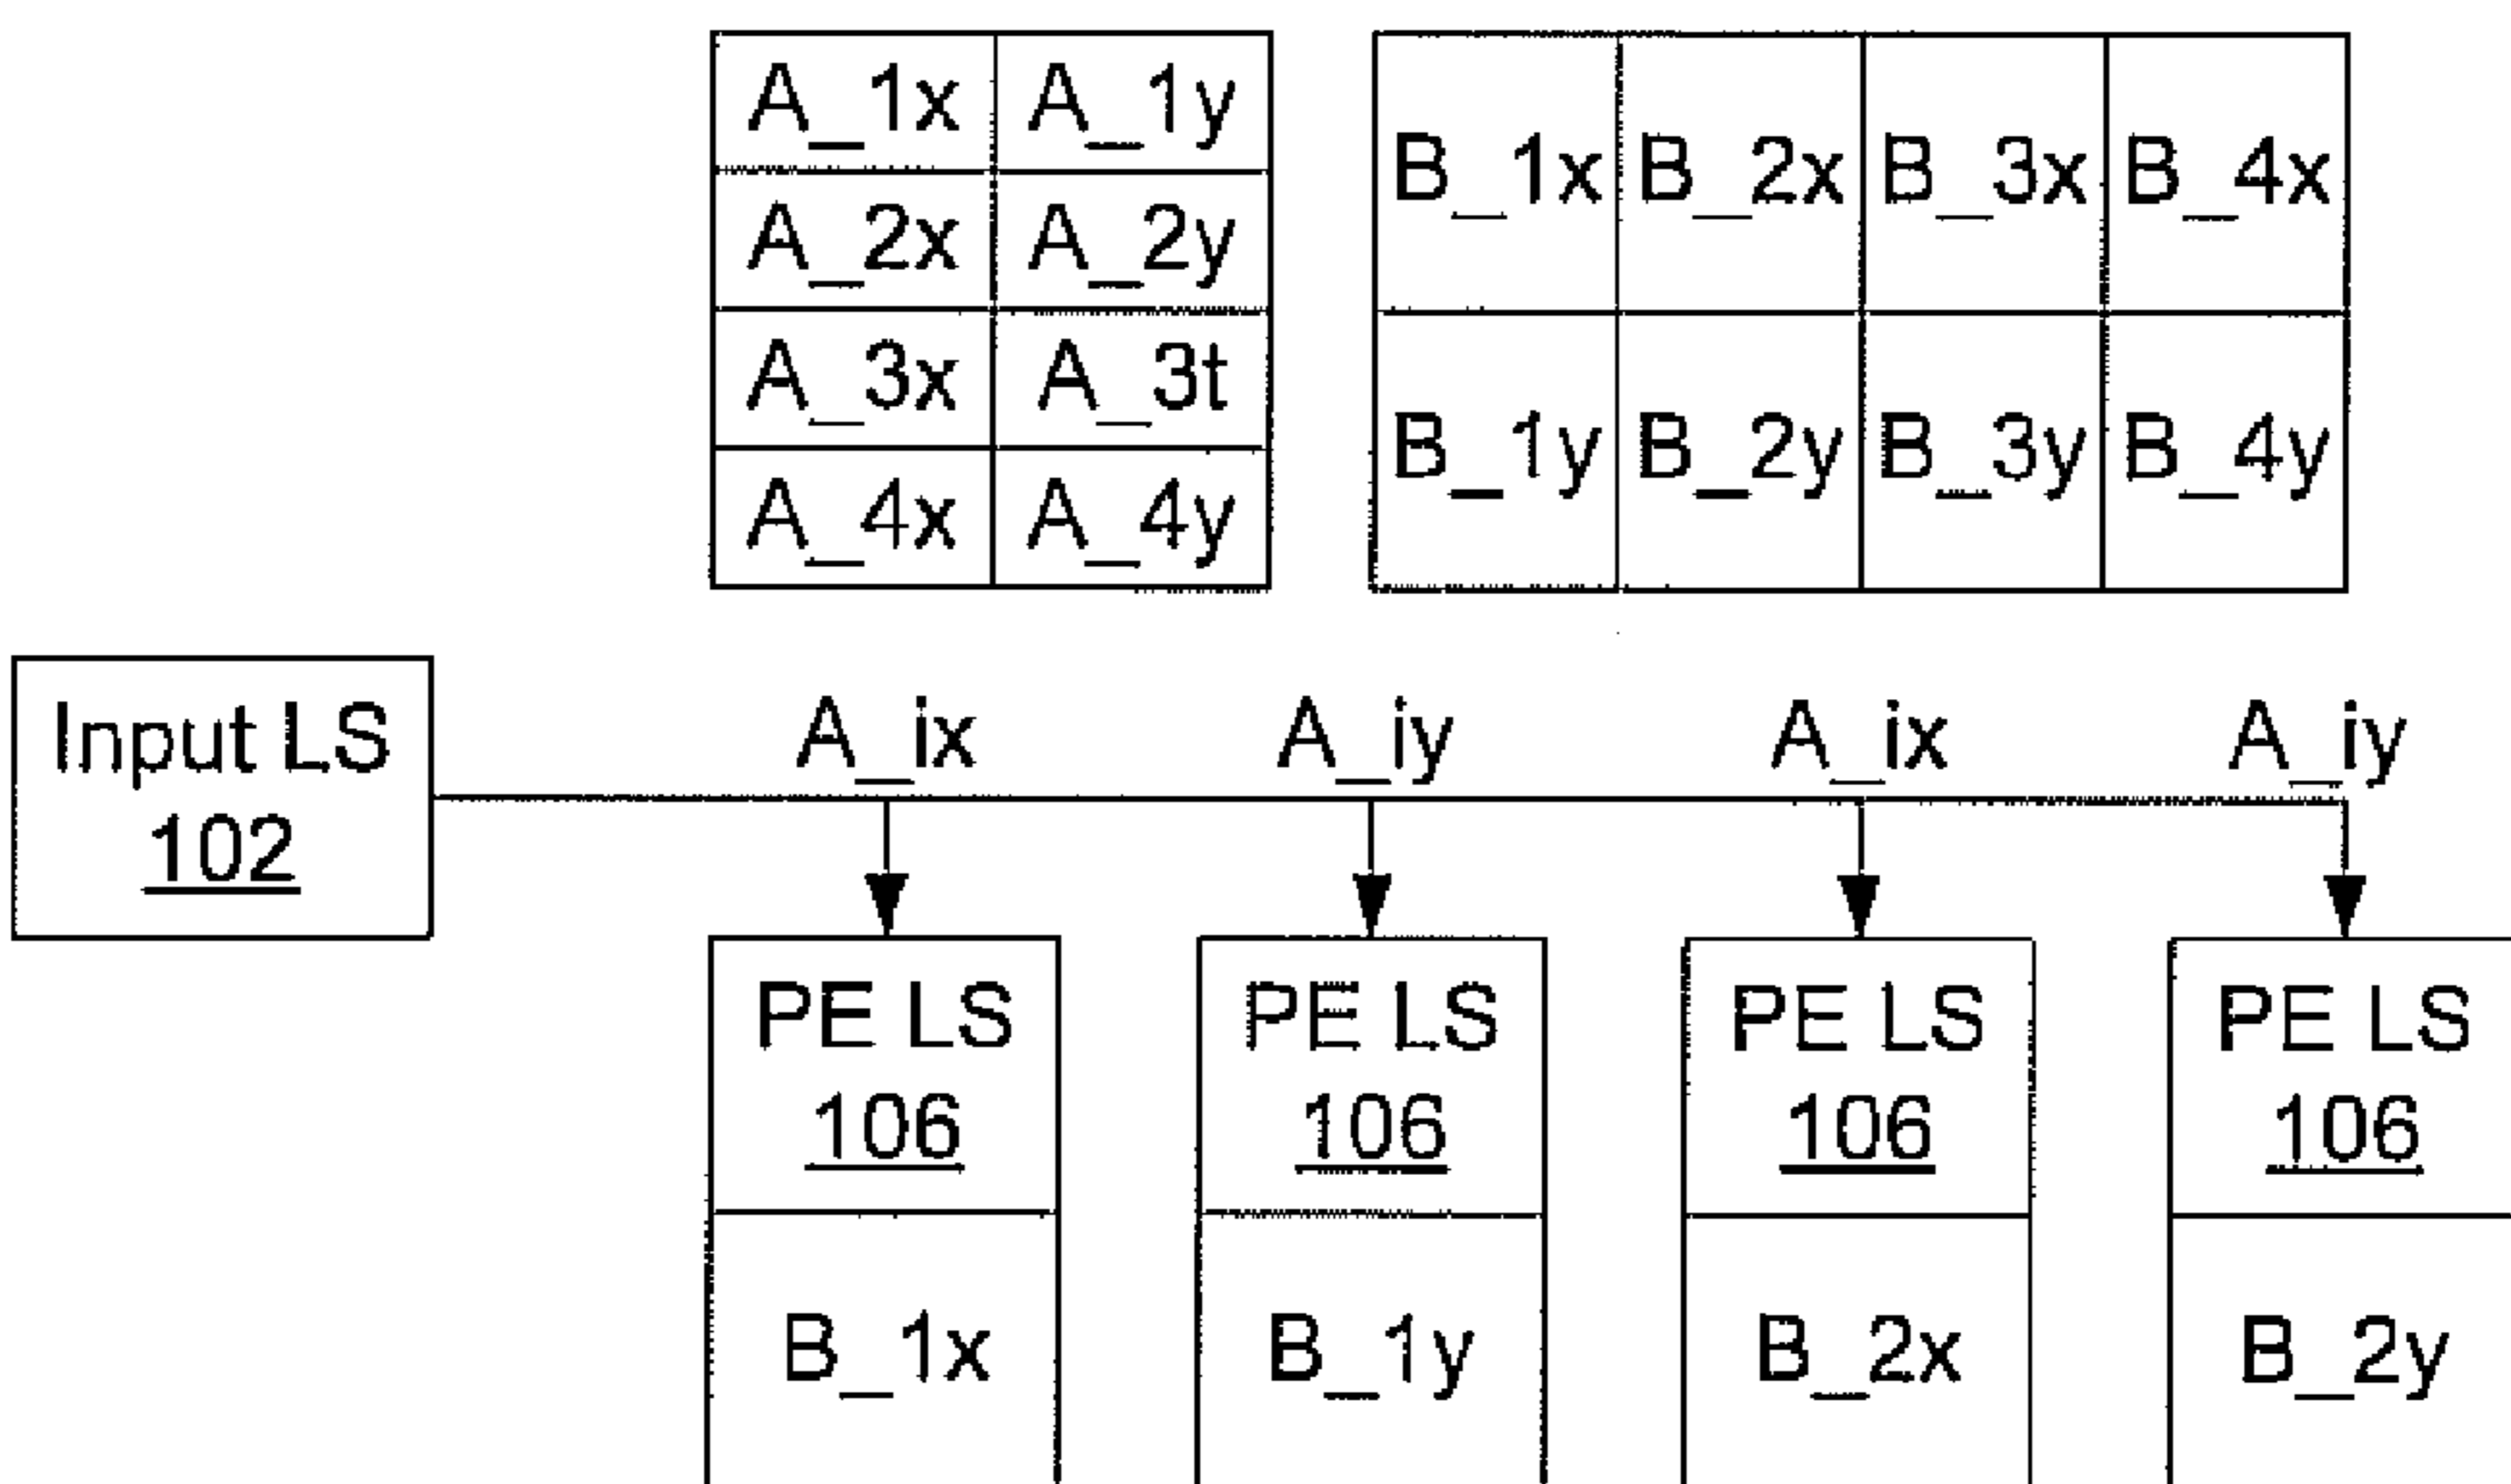 A_1x A_1y
A_2x A_2y
A_3x A_3t
A_4x A_4y
B_1x B_2x B_3x B_4x
B_1y B_2y B_3y B_4y
Input LS
102
A_ix A_iy A_ix A_iy
PE LS PE LS PE LS PE LS
106 106 106 106
B_1x B_1y B_2x B_2y